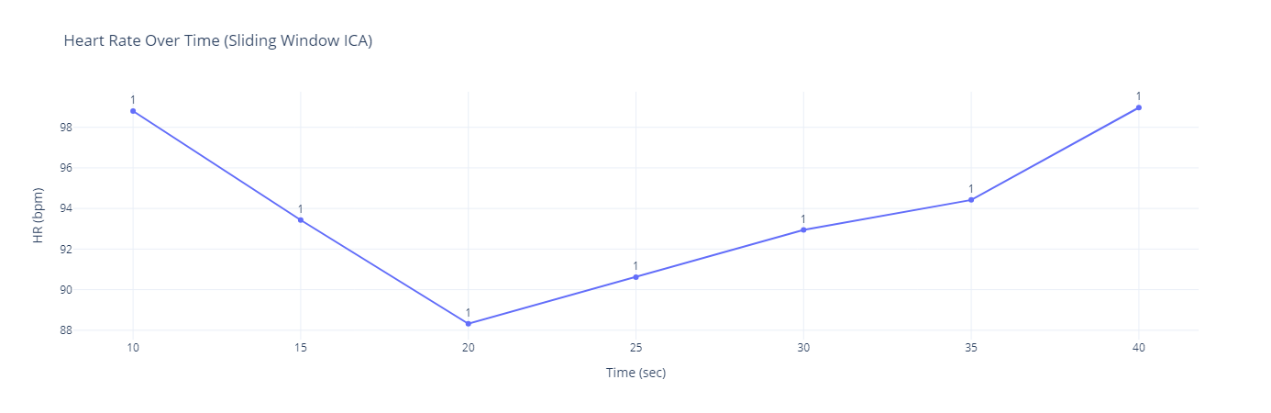 Heart Rate Over Time (Sliding Window ICA)
1 1 1 1 1 1 1
98
96
94
92
90
88
HR (bpm)
10 15 20 25 30 35 40
Time (sec)